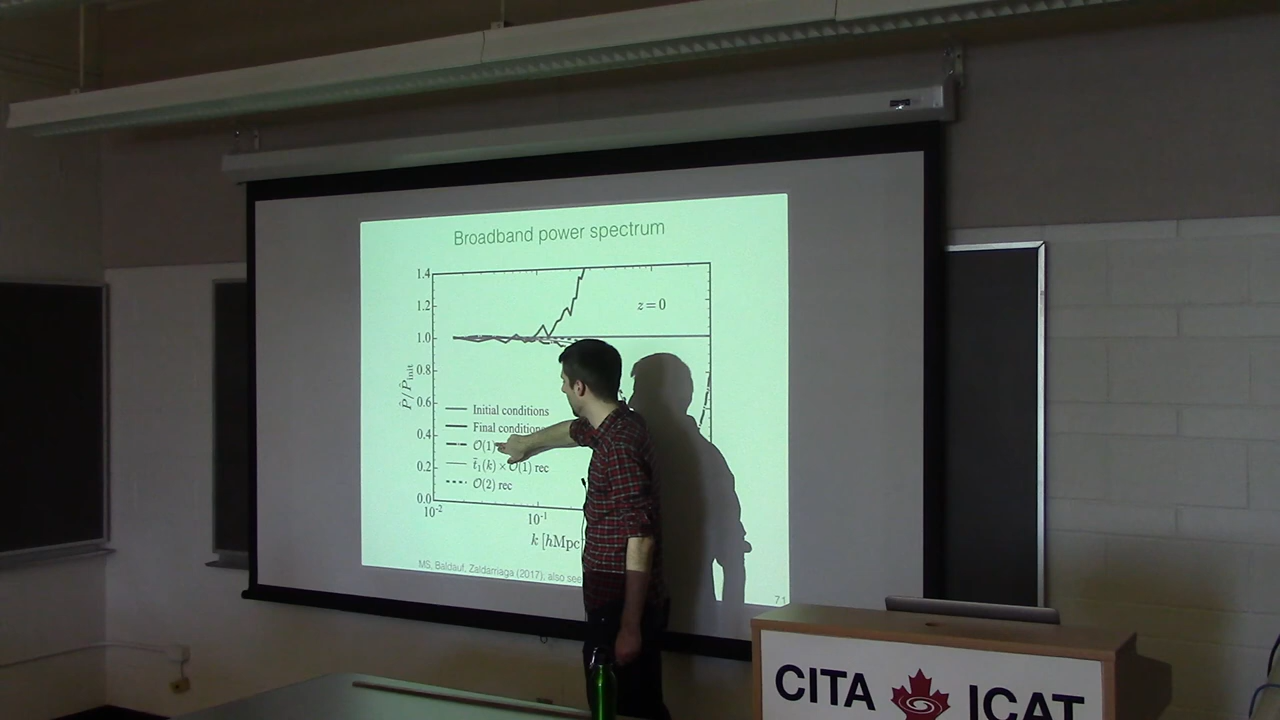 Broadband power spectrum
1.4
1.2
1.0
0.8
0.6
0.4
0.2
0.0
P̂/P̂init
z = 0
Initial conditions
Final condition
O(1)
t̃₁(k) × O(1) rec
O(2) rec
10⁻²
10⁻¹
k [hMpc
MS, Baldauf, Zaldarriaga (2017), also see
71
CITA ICAT